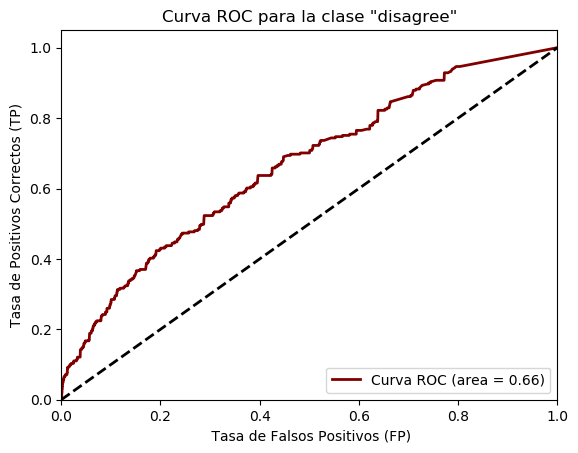 Curva ROC para la clase "disagree"
1.0
0.8
0.6
0.4
0.2
0.0
Tasa de Positivos Correctos (TP)
Curva ROC (area = 0.66)
0.0 0.2 0.4 0.6 0.8 1.0
Tasa de Falsos Positivos (FP)